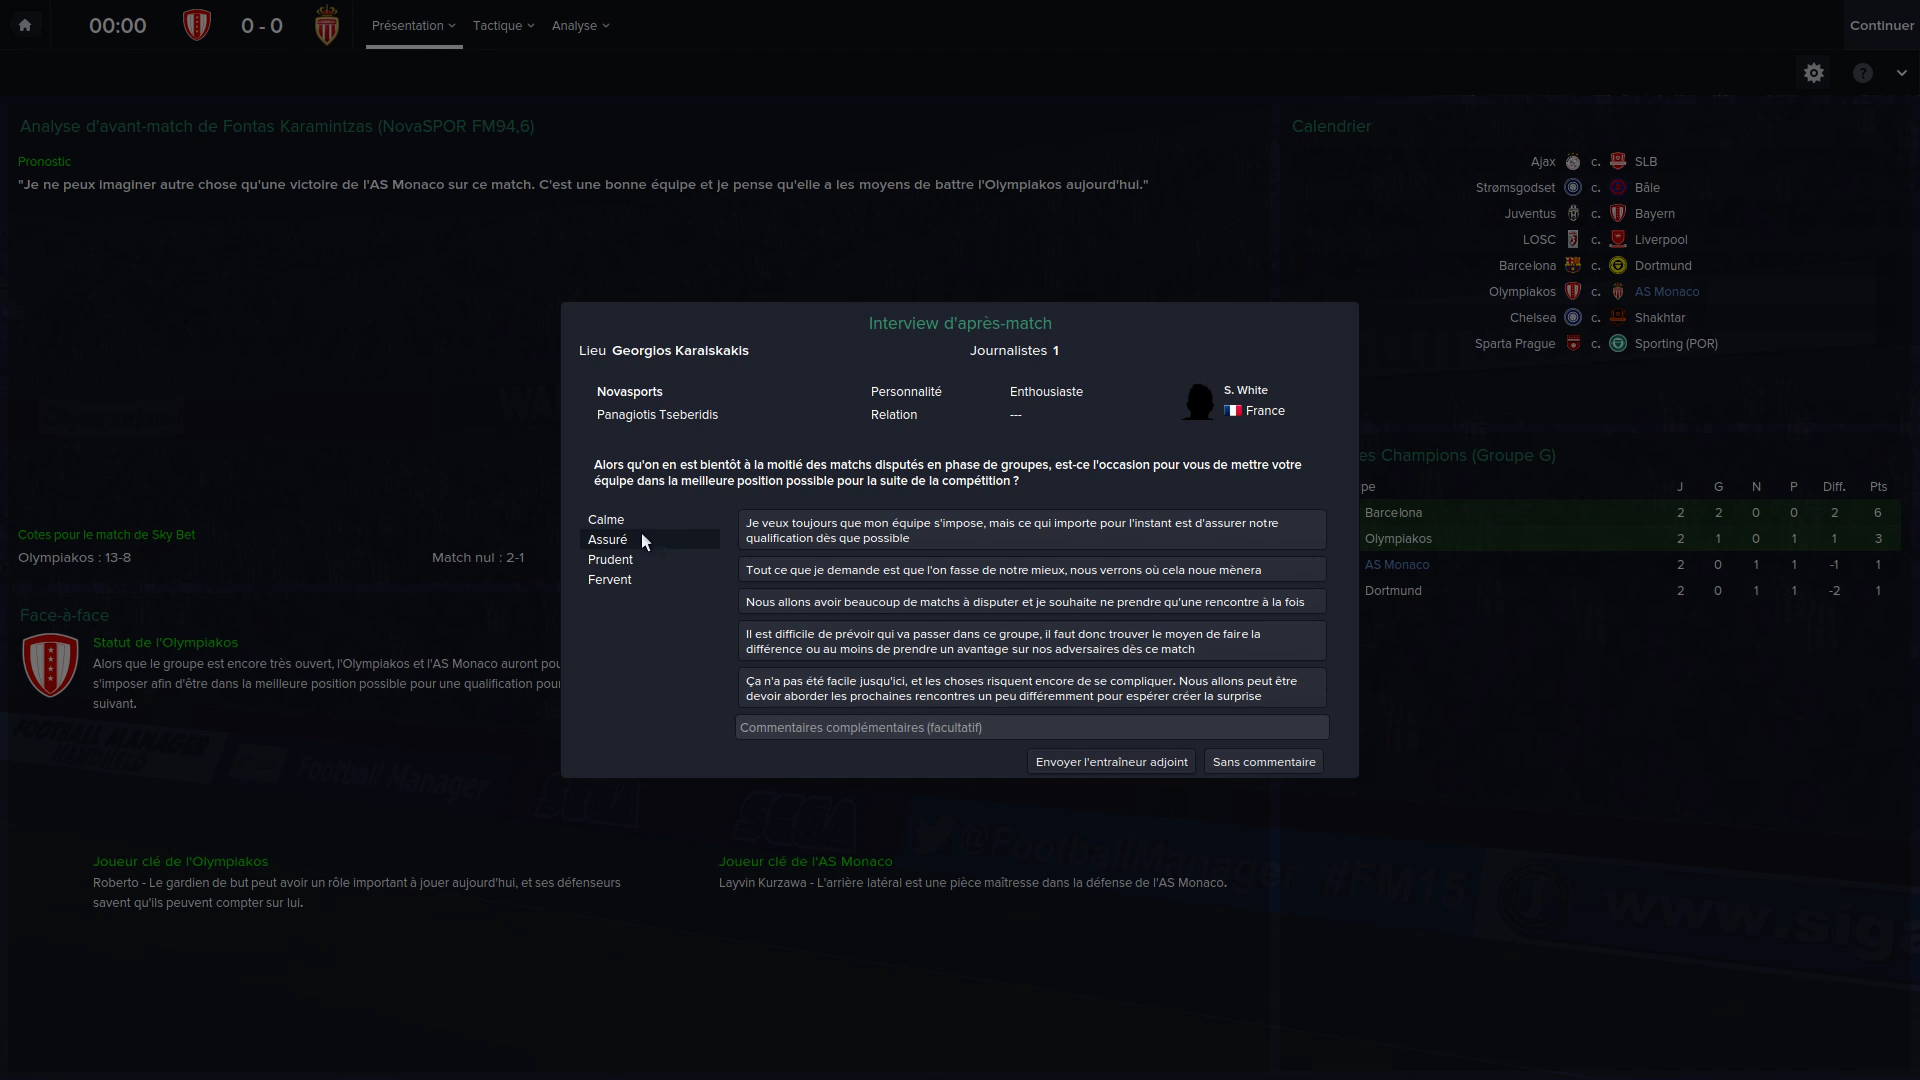 00:00
0 - 0
Présentation
Tactique
Analyse
Continuer
Analyse d'avant-match de Fontas Karamintzas (NovaSPOR FM94,6)
Pronostic
"Je ne peux imaginer autre chose qu'une victoire de l'AS Monaco sur ce match. C'est une bonne équipe et je pense qu'elle a les moyens de battre l'Olympiakos aujourd'hui."
Calendrier
Ajax c. SLB
Strømsgodset c. Bâle
Juventus c. Bayern
LOSC c. Liverpool
Barcelona c. Dortmund
Olympiakos c. AS Monaco
Chelsea c. Shakhtar
Sparta Prague c. Sporting (POR)
Interview d'après-match
Lieu Georgios Karaiskakis
Journalistes 1
Novasports
Personnalité
Enthousiaste
S. White
Panagiotis Tseberidis
Relation
---
France
Alors qu'on en est bientôt à la moitié des matchs disputés en phase de groupes, est-ce l'occasion pour vous de mettre votre
équipe dans la meilleure position possible pour la suite de la compétition ?
Calme
Assuré
Prudent
Fervent
Je veux toujours que mon équipe s'impose, mais ce qui importe pour l'instant est d'assurer notre
qualification dès que possible
Tout ce que je demande est que l'on fasse de notre mieux, nous verrons où cela noue mènera
Nous allons avoir beaucoup de matchs à disputer et je souhaite ne prendre qu'une rencontre à la fois
Il est difficile de prévoir qui va passer dans ce groupe, il faut donc trouver le moyen de faire la
différence ou au moins de prendre un avantage sur nos adversaires dès ce match
Ça n'a pas été facile jusqu'ici, et les choses risquent encore de se compliquer. Nous allons peut être
devoir aborder les prochaines rencontres un peu différemment pour espérer créer la surprise
Commentaires complémentaires (facultatif)
Envoyer l'entraîneur adjoint
Sans commentaire
es Champions (Groupe G)
pe J G N P Diff. Pts
Barcelona 2 2 0 0 2 6
Olympiakos 2 1 0 1 1 3
AS Monaco 2 0 1 1 -1 1
Dortmund 2 0 1 1 -2 1
Cotes pour le match de Sky Bet
Olympiakos : 13-8
Match nul : 2-1
Face-à-face
Statut de l'Olympiakos
Alors que le groupe est encore très ouvert, l'Olympiakos et l'AS Monaco auront pou
s'imposer afin d'être dans la meilleure position possible pour une qualification pour
suivant.
FOOTBALL MANAGER
HANDHELD
Football Manager
SEGA
SEGA
@FootballManager
#FM15
www.siga
Joueur clé de l'Olympiakos
Roberto - Le gardien de but peut avoir un rôle important à jouer aujourd'hui, et ses défenseurs
savent qu'ils peuvent compter sur lui.
Joueur clé de l'AS Monaco
Layvin Kurzawa - L'arrière latéral est une pièce maîtresse dans la défense de l'AS Monaco.